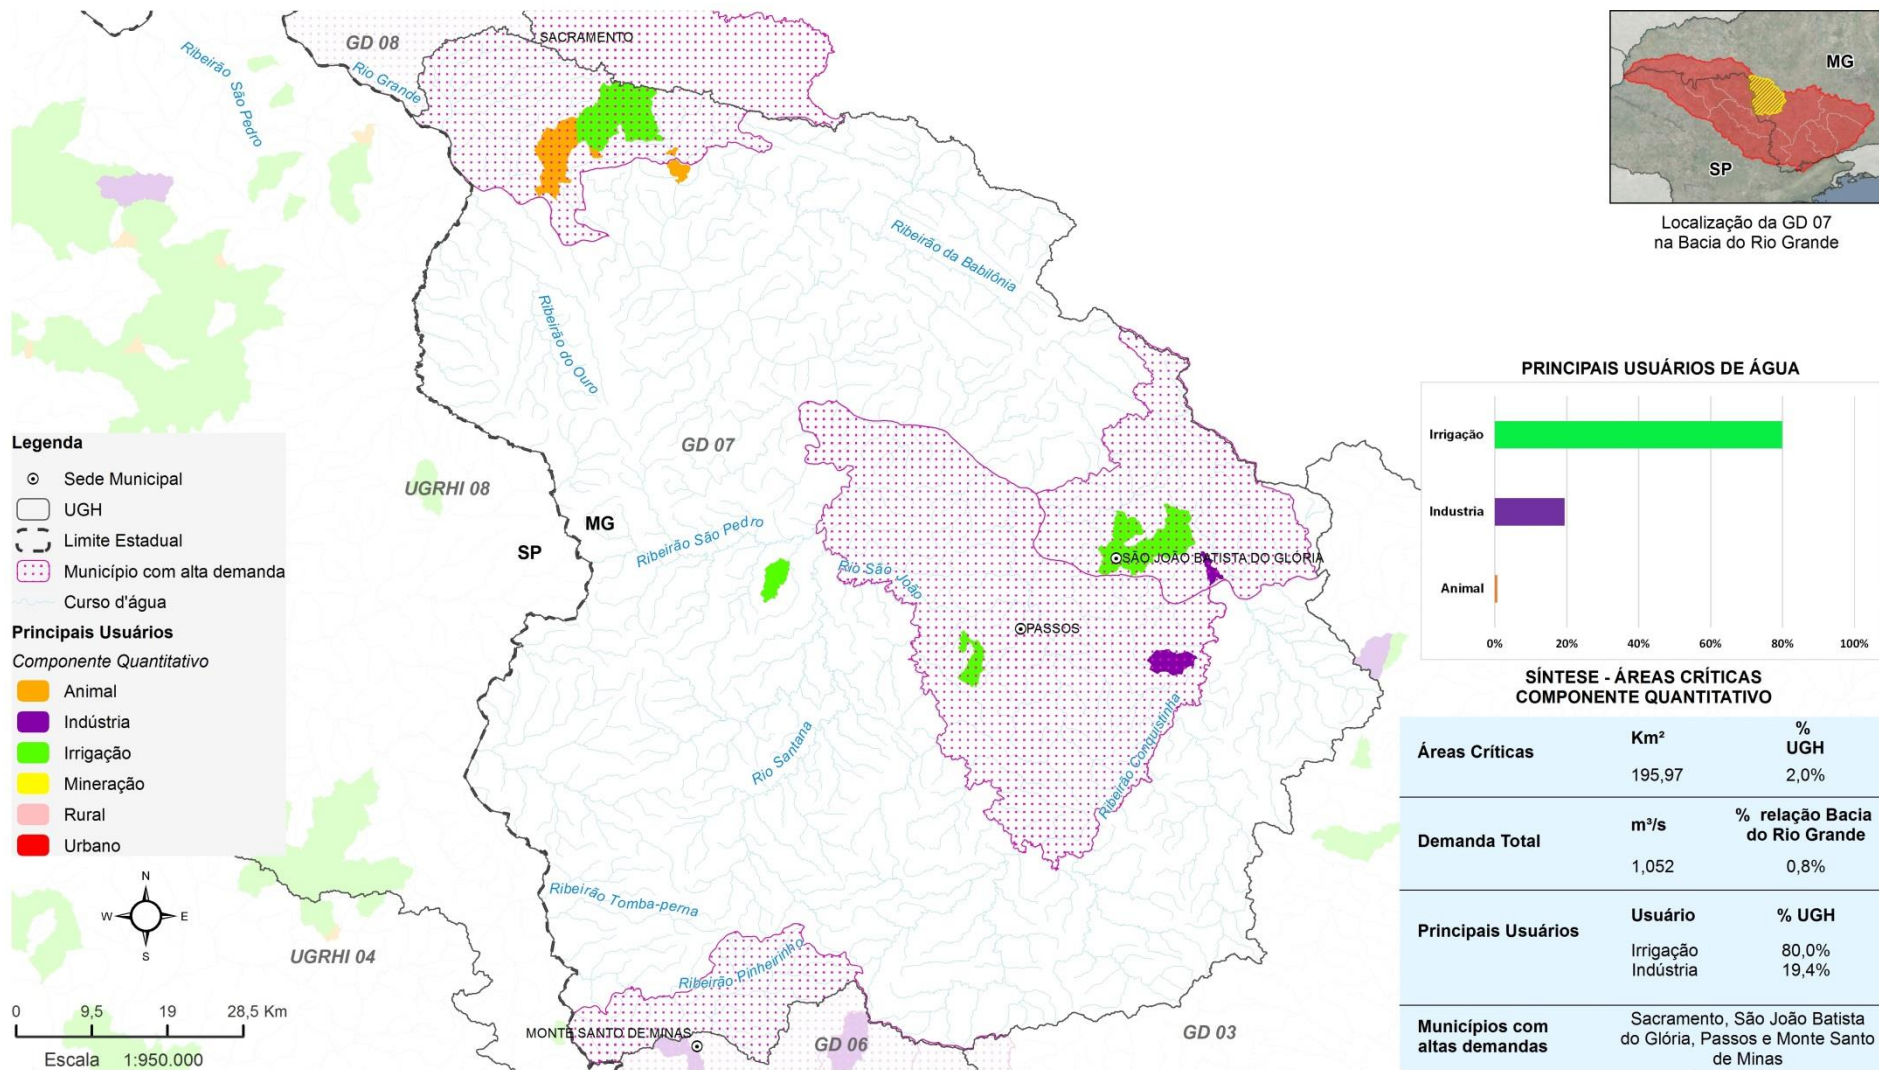 GD 08
SACRAMENTO
Ribeirão São Pedro
Rio Grande
MG
SP
Localização da GD 07
na Bacia do Rio Grande
Ribeirão da Babilônia
Ribeirão do Ouro
GD 07
UGRHI 08
MG
SP
Ribeirão São Pedro
Rio São João
SÃO JOÃO BATISTA DO GLÓRIA
PASSOS
Rio Santana
Ribeirão Conquistinha
Ribeirão Tomba-perna
Ribeirão Pinheirinho
UGRHI 04
MONTE SANTO DE MINAS
GD 06
GD 03
Legenda
Sede Municipal
UGH
Limite Estadual
Município com alta demanda
Curso d'água
Principais Usuários
Componente Quantitativo
Animal
Indústria
Irrigação
Mineração
Rural
Urbano
N
W E
S
0 9,5 19 28,5 Km
Escala 1:950.000
PRINCIPAIS USUÁRIOS DE ÁGUA
Irrigação
Industria
Animal
0% 20% 40% 60% 80% 100%
SÍNTESE - ÁREAS CRÍTICAS
COMPONENTE QUANTITATIVO
Áreas Críticas
Km²
%
UGH
195,97 2,0%
Demanda Total
m³/s
% relação Bacia
do Rio Grande
1,052 0,8%
Principais Usuários
Usuário % UGH
Irrigação 80,0%
Indústria 19,4%
Municípios com
altas demandas
Sacramento, São João Batista
do Glória, Passos e Monte Santo
de Minas